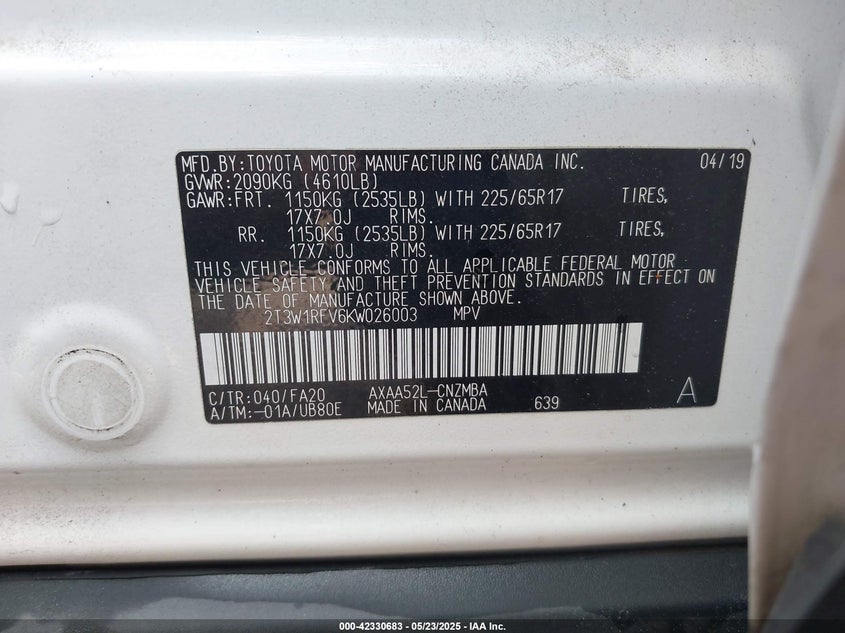 MFD.BY:TOYOTA MOTOR MANUFACTURING CANADA INC. 04/19
GVWR:2090KG (4610LB)
GAWR:FRT. 1150KG (2535LB) WITH 225/65R17 TIRES,
17X7.0J RIMS.
RR. 1150KG (2535LB) WITH 225/65R17 TIRES,
17X7.0J RIMS.
THIS VEHICLE CONFORMS TO ALL APPLICABLE FEDERAL MOTOR
VEHICLE SAFETY AND THEFT PREVENTION STANDARDS IN EFFECT ON
THE DATE OF MANUFACTURE SHOWN ABOVE.
2T3W1RFV6KW026003 MPV
C/TR:040/FA20 AXAA52L-CNZMBA
A/TM:-01A/UB80E MADE IN CANADA 639 A
000-42330683 - 05/23/2025 - IAA Inc.